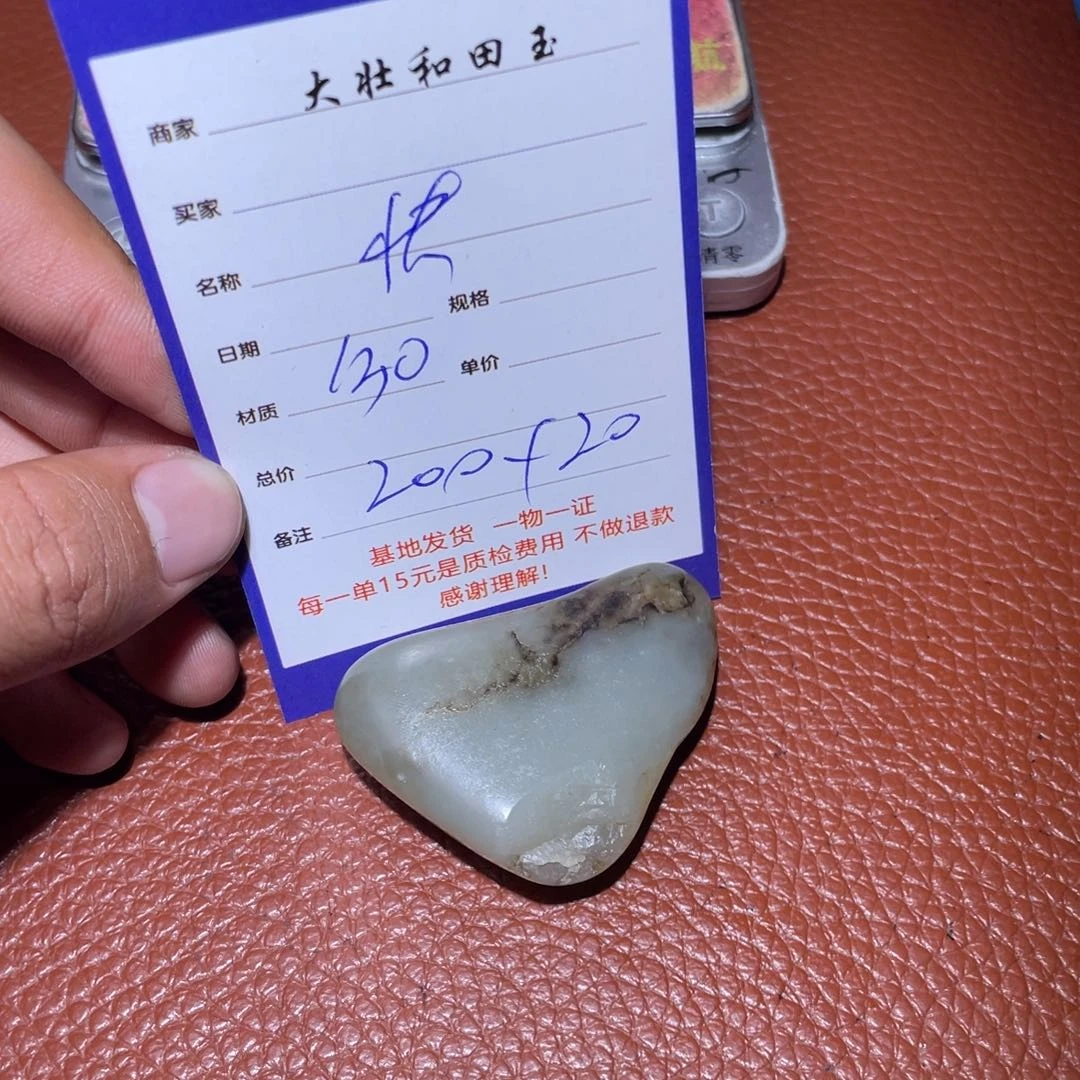 商家 大壮和田玉
买家
名称
日期 规格
材质 130 单价
总价 200+20
备注
基地发货 一物一证
每一单15元是质检费用 不做退款
感谢理解!
T
清零